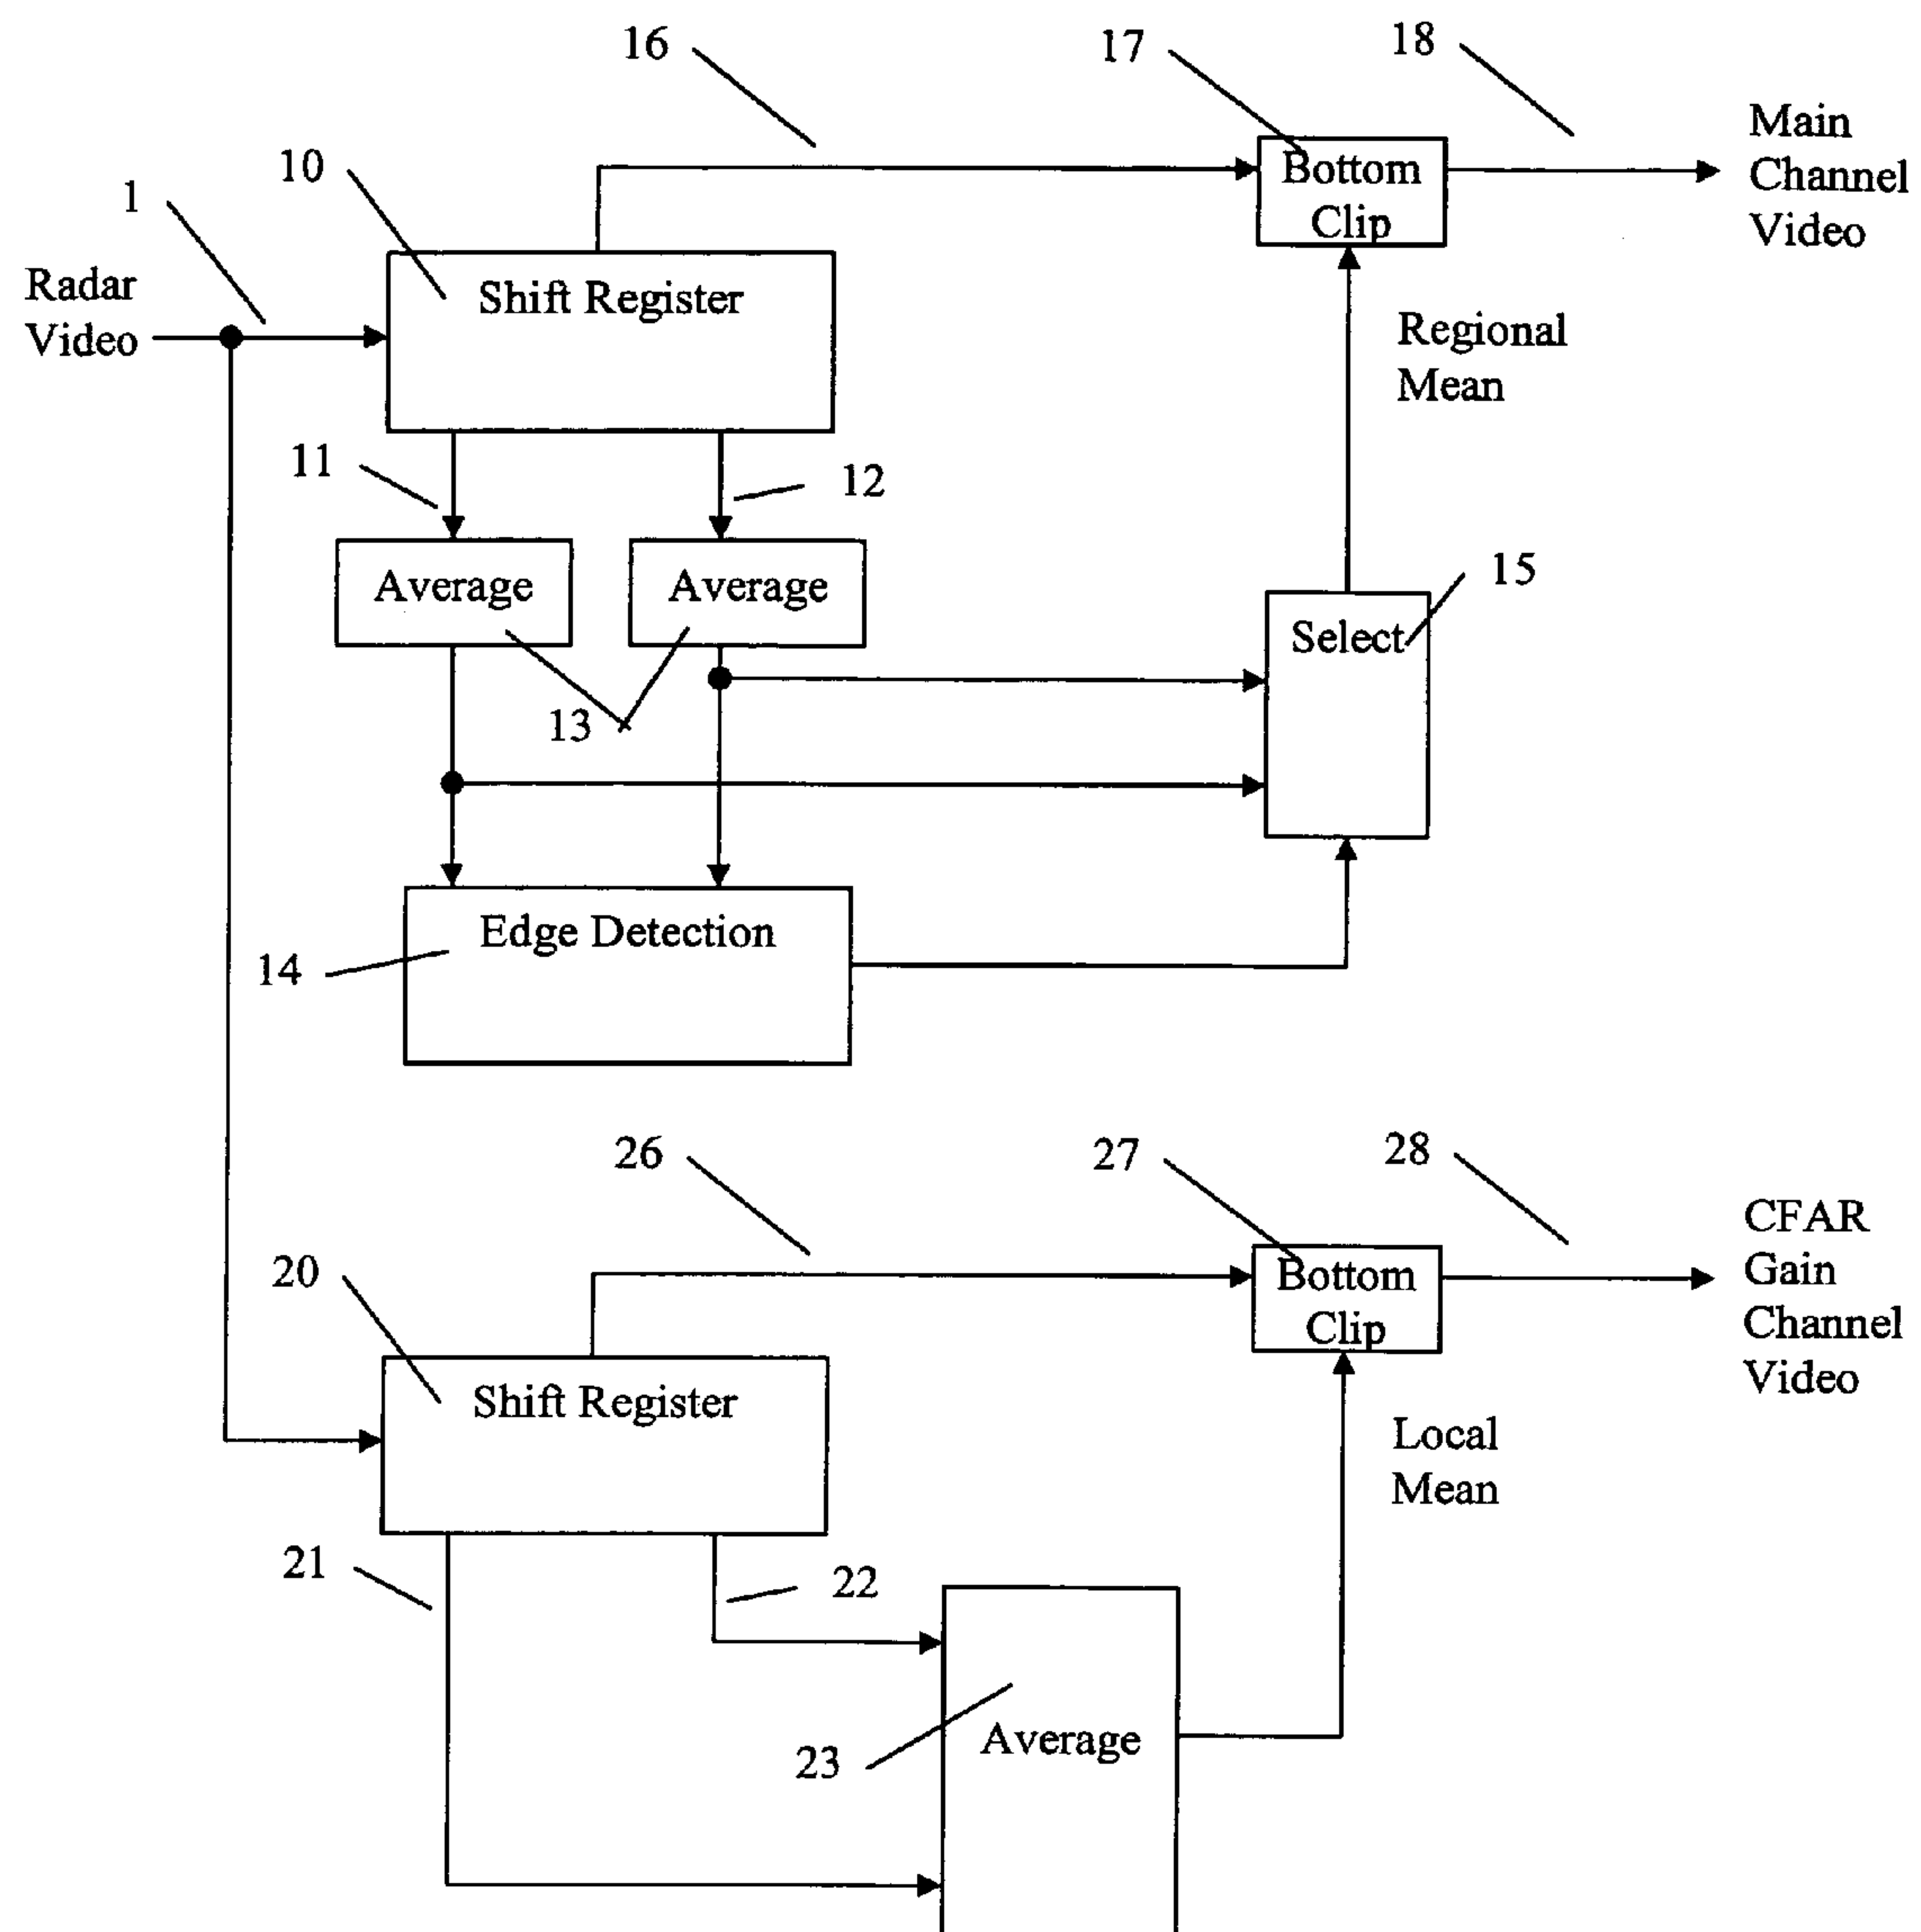 16
17
18
Main
Channel
Video
10
1
Bottom
Clip
Radar
Video
Shift Register
Regional
Mean
11
12
Average
Average
15
Select
13
Edge Detection
14
26
27
28
CFAR
Gain
Channel
Video
20
Bottom
Clip
Shift Register
Local
Mean
21
22
23
Average